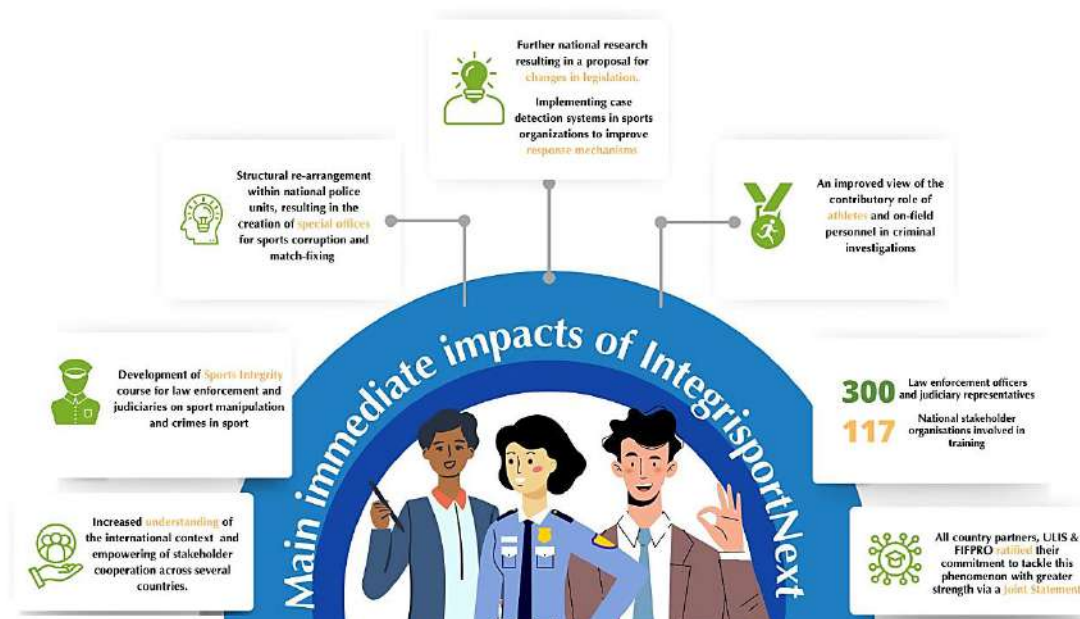 Further national research
resulting in a proposal for
changes in legislation.
Implementing case
detection systems in sports
organizations to improve
response mechanisms
Structural re-arrangement
within national police
units, resulting in the
creation of special offices
for sports corruption and
match-fixing
An improved view of the
contributory role of
athletes and on-field
personnel in criminal
investigations
Main immediate impacts of IntegrisportNext
Development of Sports Integrity
course for law enforcement and
judiciaries on sport manipulation
and crimes in sport
300 Law enforcement officers
and judiciary representatives
117 National stakeholder
organisations involved in
training
Increased understanding of
the international context and
empowering of stakeholder
cooperation across several
countries.
All country partners, ULIS &
FIFPRO ratified their
commitment to tackle this
phenomenon with greater
strength via a Joint Statement